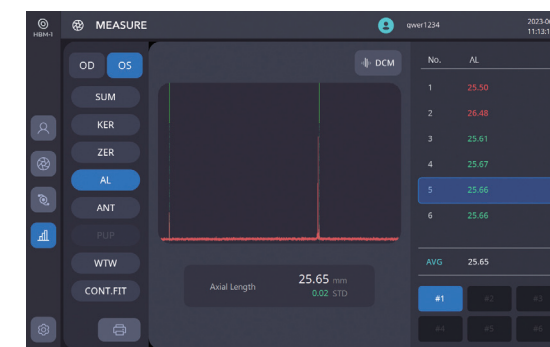 HBM-1
MEASURE
qwer1234
2023-0
11:13:1
OD OS
SUM
KER
ZER
AL
ANT
PUP
WTW
CONT.FIT
DCM
Axial Length
25.65 mm
0.02 STD
No. AL
1 25.50
2 26.48
3 25.61
4 25.67
5 25.66
6 25.66
AVG 25.65
#1 #2 #3
#4 #5 #6